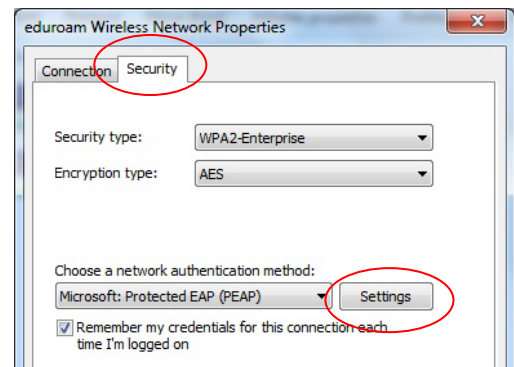 eduroam Wireless Network Properties
Connection Security
Security type: WPA2-Enterprise
Encryption type: AES
Choose a network authentication method:
Microsoft: Protected EAP (PEAP) Settings
Remember my credentials for this connection each
time I'm logged on